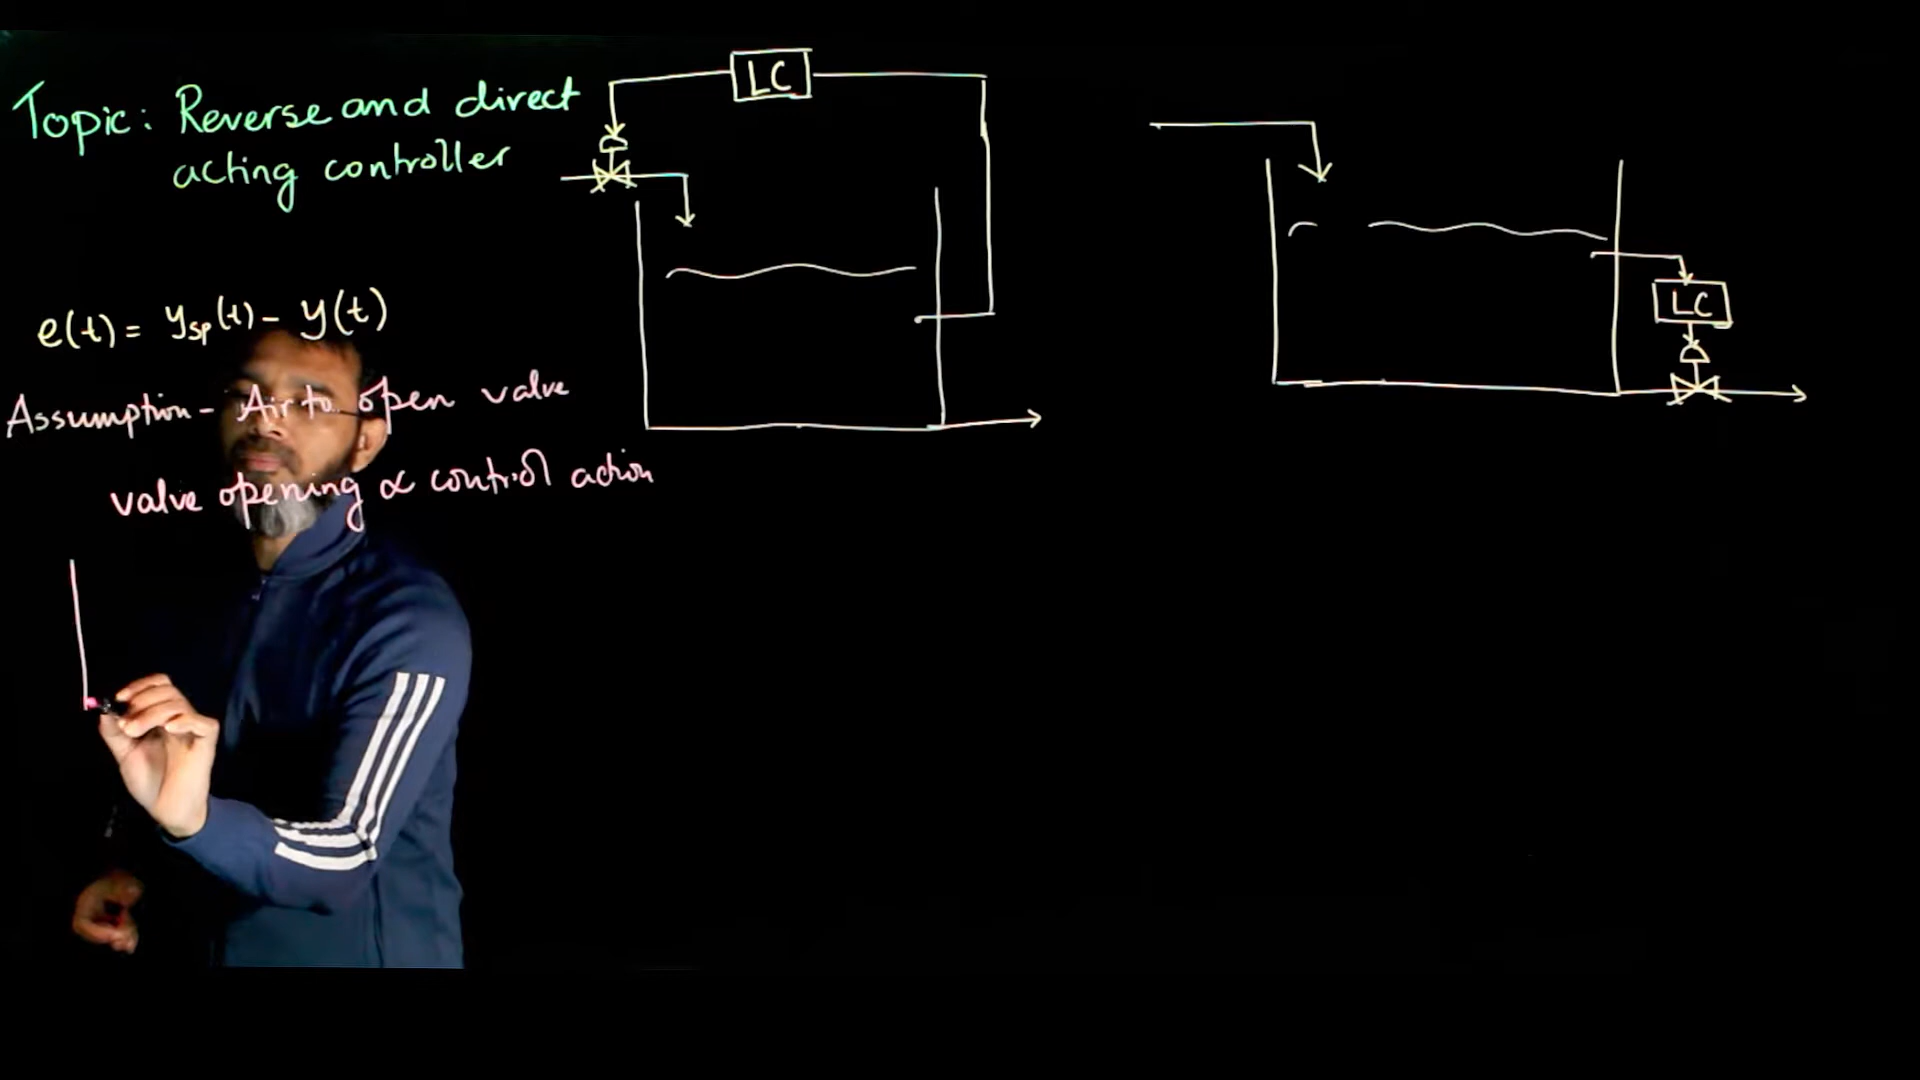 Topic: Reverse and direct
acting controller
LC
e(t) = ysp(t) - y(t)
Assumption - Air to open valve
valve opening ∝ control action
LC